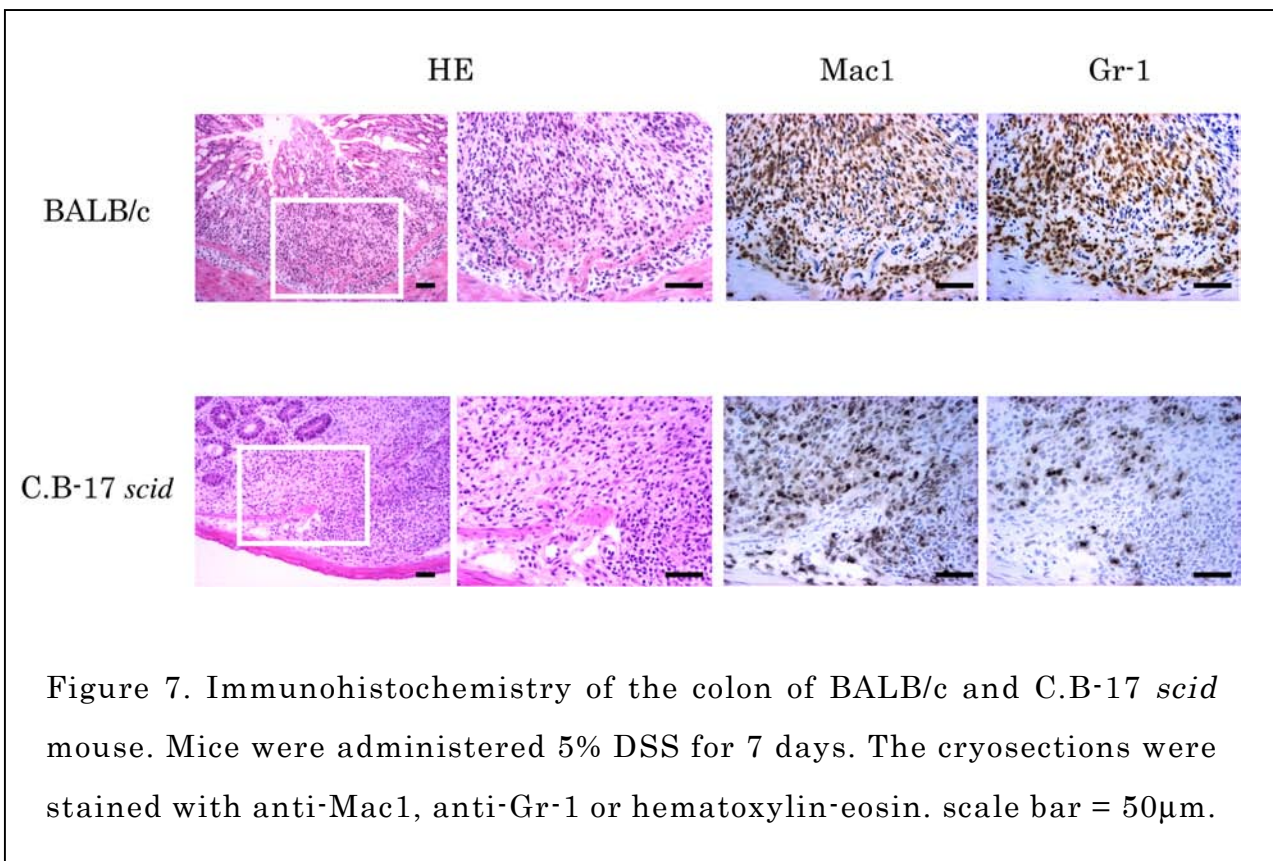 HE Mac1 Gr-1
BALB/c
C.B-17 scid
Figure 7. Immunohistochemistry of the colon of BALB/c and C.B-17 scid
mouse. Mice were administered 5% DSS for 7 days. The cryosections were
stained with anti-Mac1, anti-Gr-1 or hematoxylin-eosin. scale bar = 50μm.